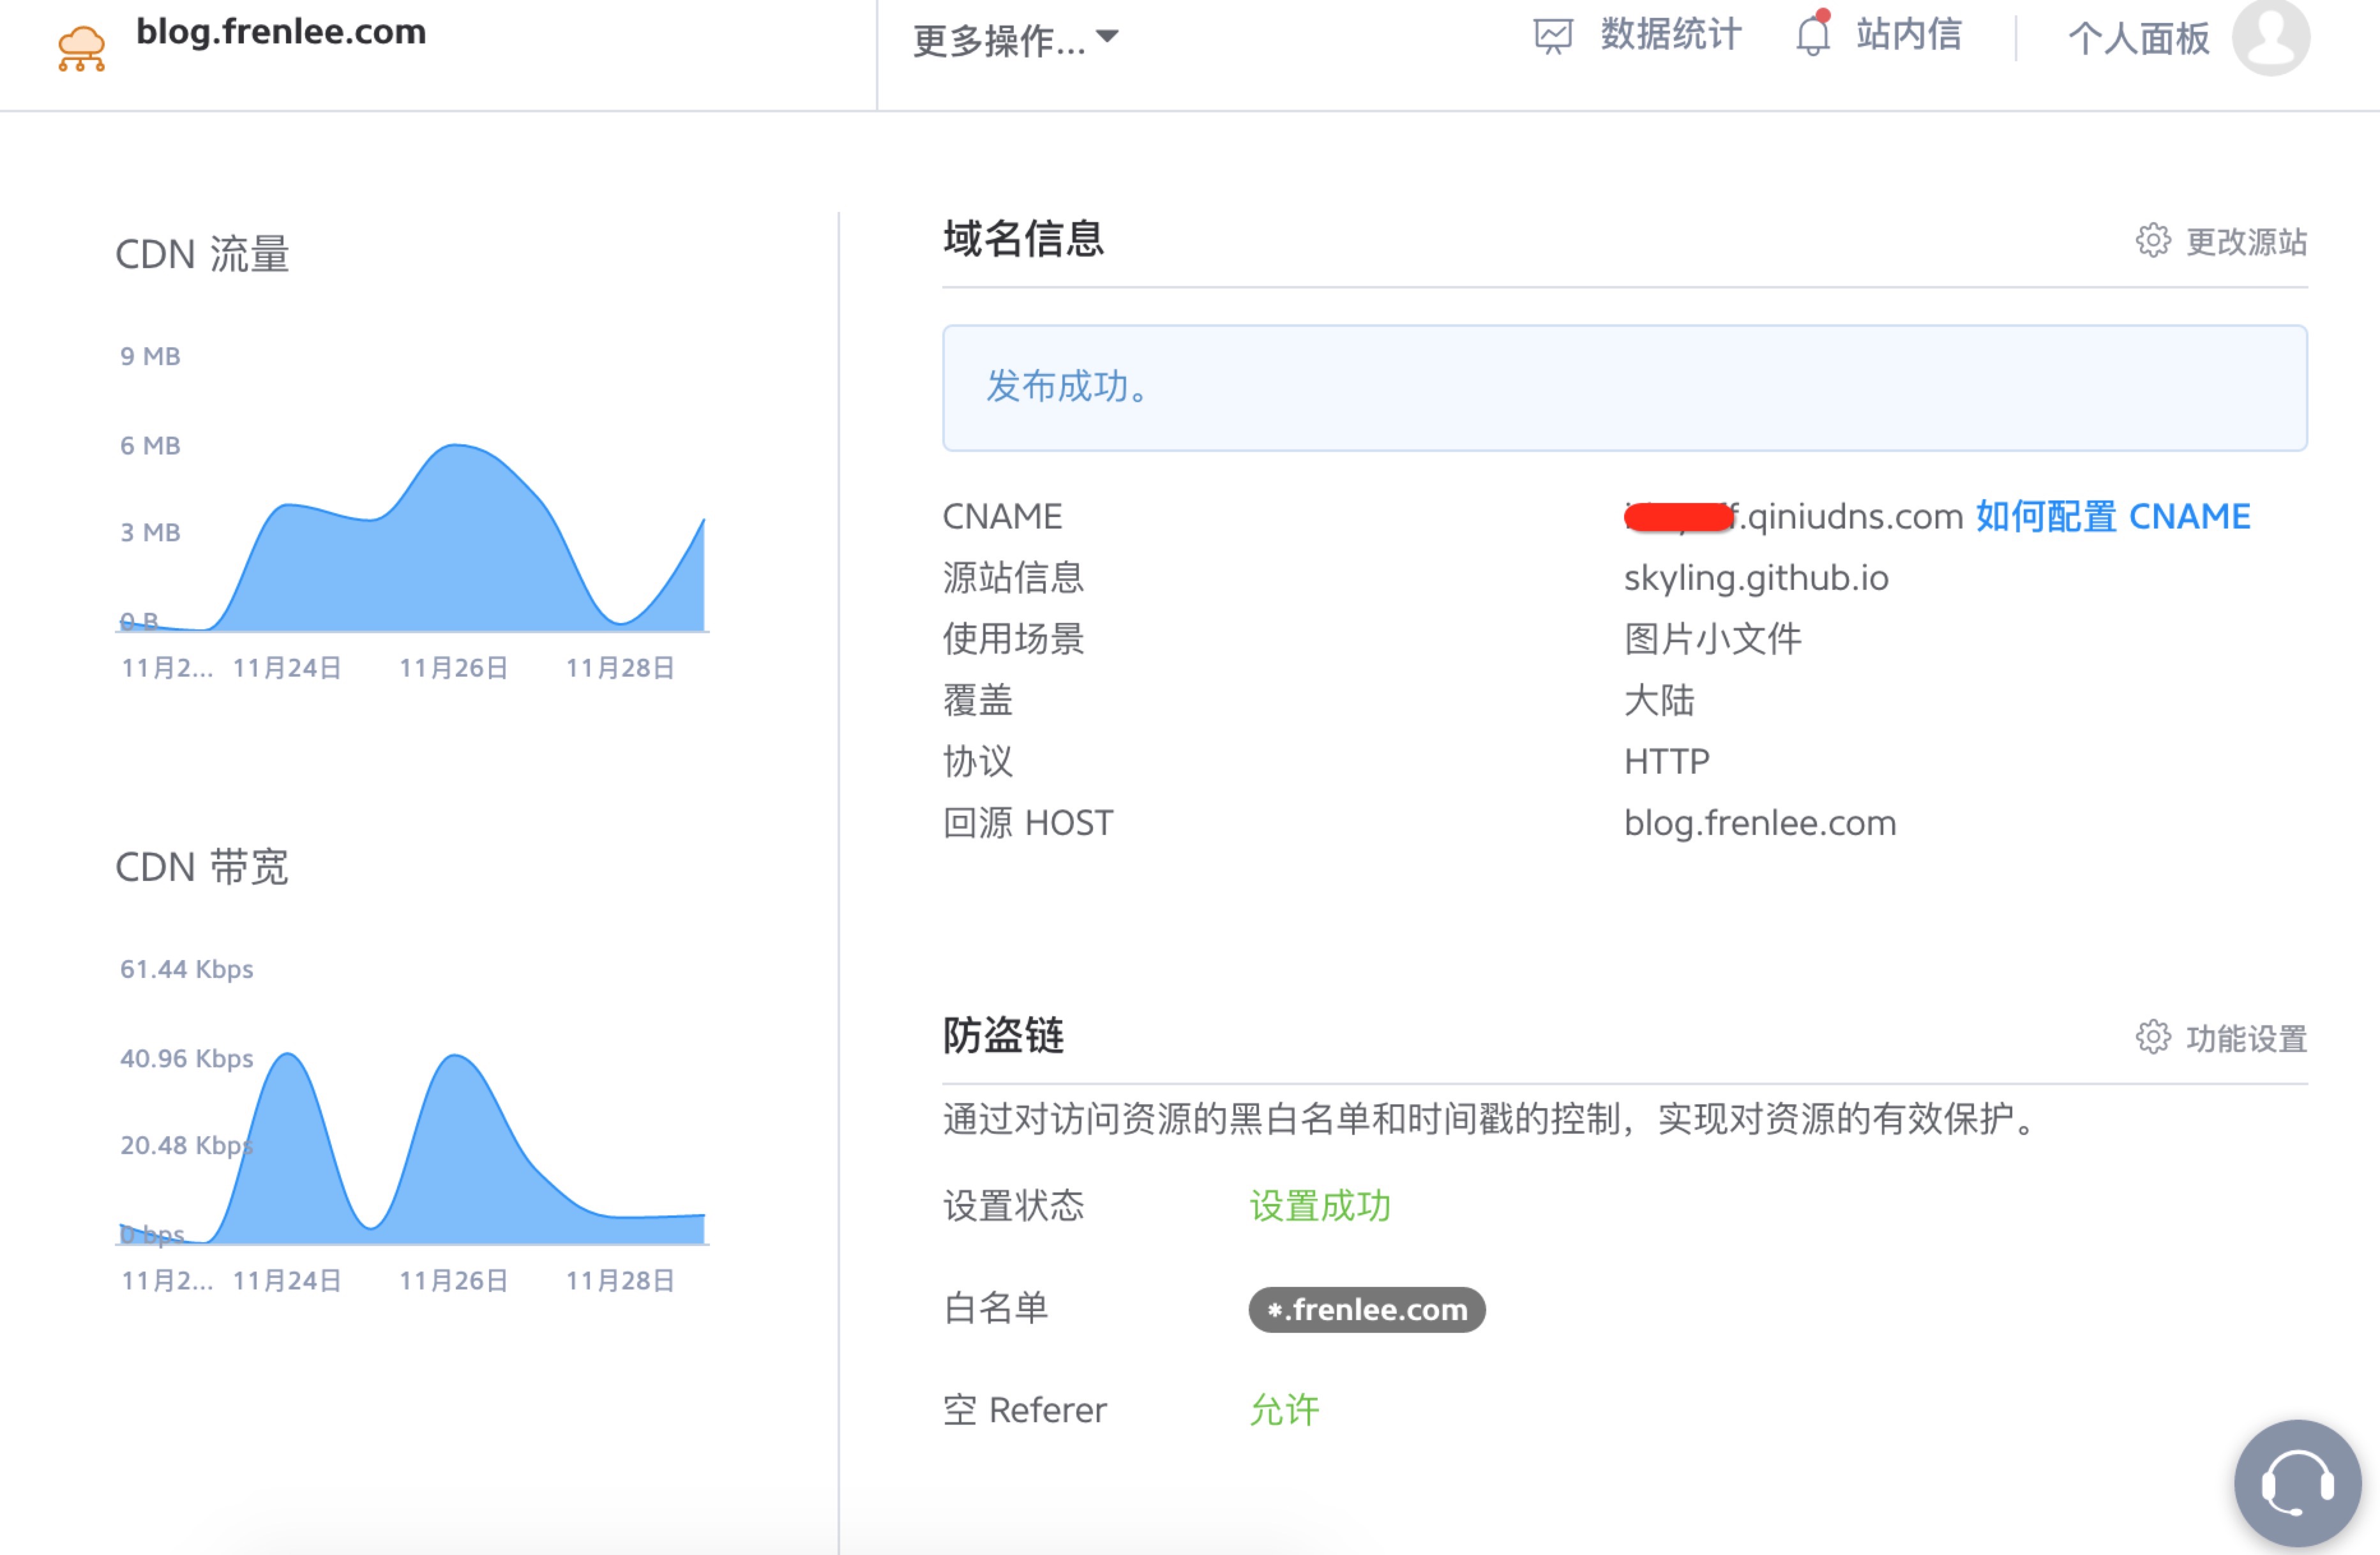 blog.frenlee.com
更多操作...
数据统计
站内信
个人面板
CDN 流量
9 MB
6 MB
3 MB
0 B
11月2... 11月24日 11月26日 11月28日
CDN 带宽
61.44 Kbps
40.96 Kbps
20.48 Kbps
0 bps
11月2... 11月24日 11月26日 11月28日
域名信息
更改源站
发布成功。
CNAME f.qiniudns.com 如何配置 CNAME
源站信息 skyling.github.io
使用场景 图片小文件
覆盖 大陆
协议 HTTP
回源 HOST blog.frenlee.com
防盗链
功能设置
通过对访问资源的黑白名单和时间戳的控制，实现对资源的有效保护。
设置状态 设置成功
白名单 *.frenlee.com
空 Referer 允许